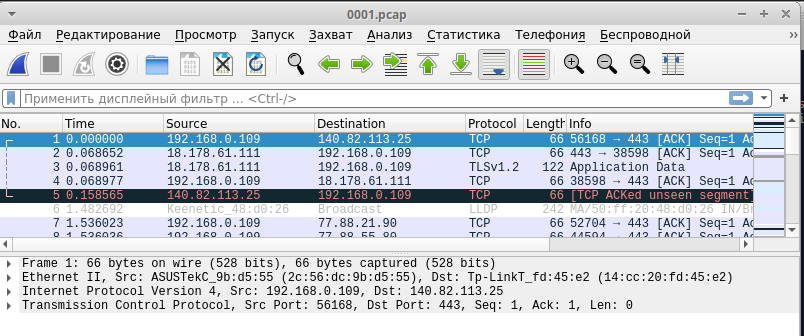 0001.pcap
Файл Редактирование Просмотр Запуск Захват Анализ Статистика Телефония Беспроводной »
Применить дисплейный фильтр ... <Ctrl-/>
No. Time Source Destination Protocol Length Info
1 0.000000 192.168.0.109 140.82.113.25 TCP 66 56168 → 443 [ACK] Seq=1 Ac
2 0.068652 18.178.61.111 192.168.0.109 TCP 66 443 → 38598 [ACK] Seq=1 Ac
3 0.068961 18.178.61.111 192.168.0.109 TLSv1.2 122 Application Data
4 0.068977 192.168.0.109 18.178.61.111 TCP 66 38598 → 443 [ACK] Seq=1 Ac
5 0.158565 140.82.113.25 192.168.0.109 TCP 66 [TCP ACKed unseen segment]
6 1.482692 Keenetic_48:d0:26 Broadcast LLDP 242 MA/50:ff:20:48:d0:26 IN/Br
7 1.536023 192.168.0.109 77.88.21.90 TCP 66 52704 → 443 [ACK] Seq=1 Ac
8 1.536036 192.168.0.109 77.88.55.80 TCP 66 44594 → 443 [ACK] Seq=1 Ac
Frame 1: 66 bytes on wire (528 bits), 66 bytes captured (528 bits)
Ethernet II, Src: ASUSTekC_9b:d5:55 (2c:56:dc:9b:d5:55), Dst: Tp-LinkT_fd:45:e2 (14:cc:20:fd:45:e2)
Internet Protocol Version 4, Src: 192.168.0.109, Dst: 140.82.113.25
Transmission Control Protocol, Src Port: 56168, Dst Port: 443, Seq: 1, Ack: 1, Len: 0